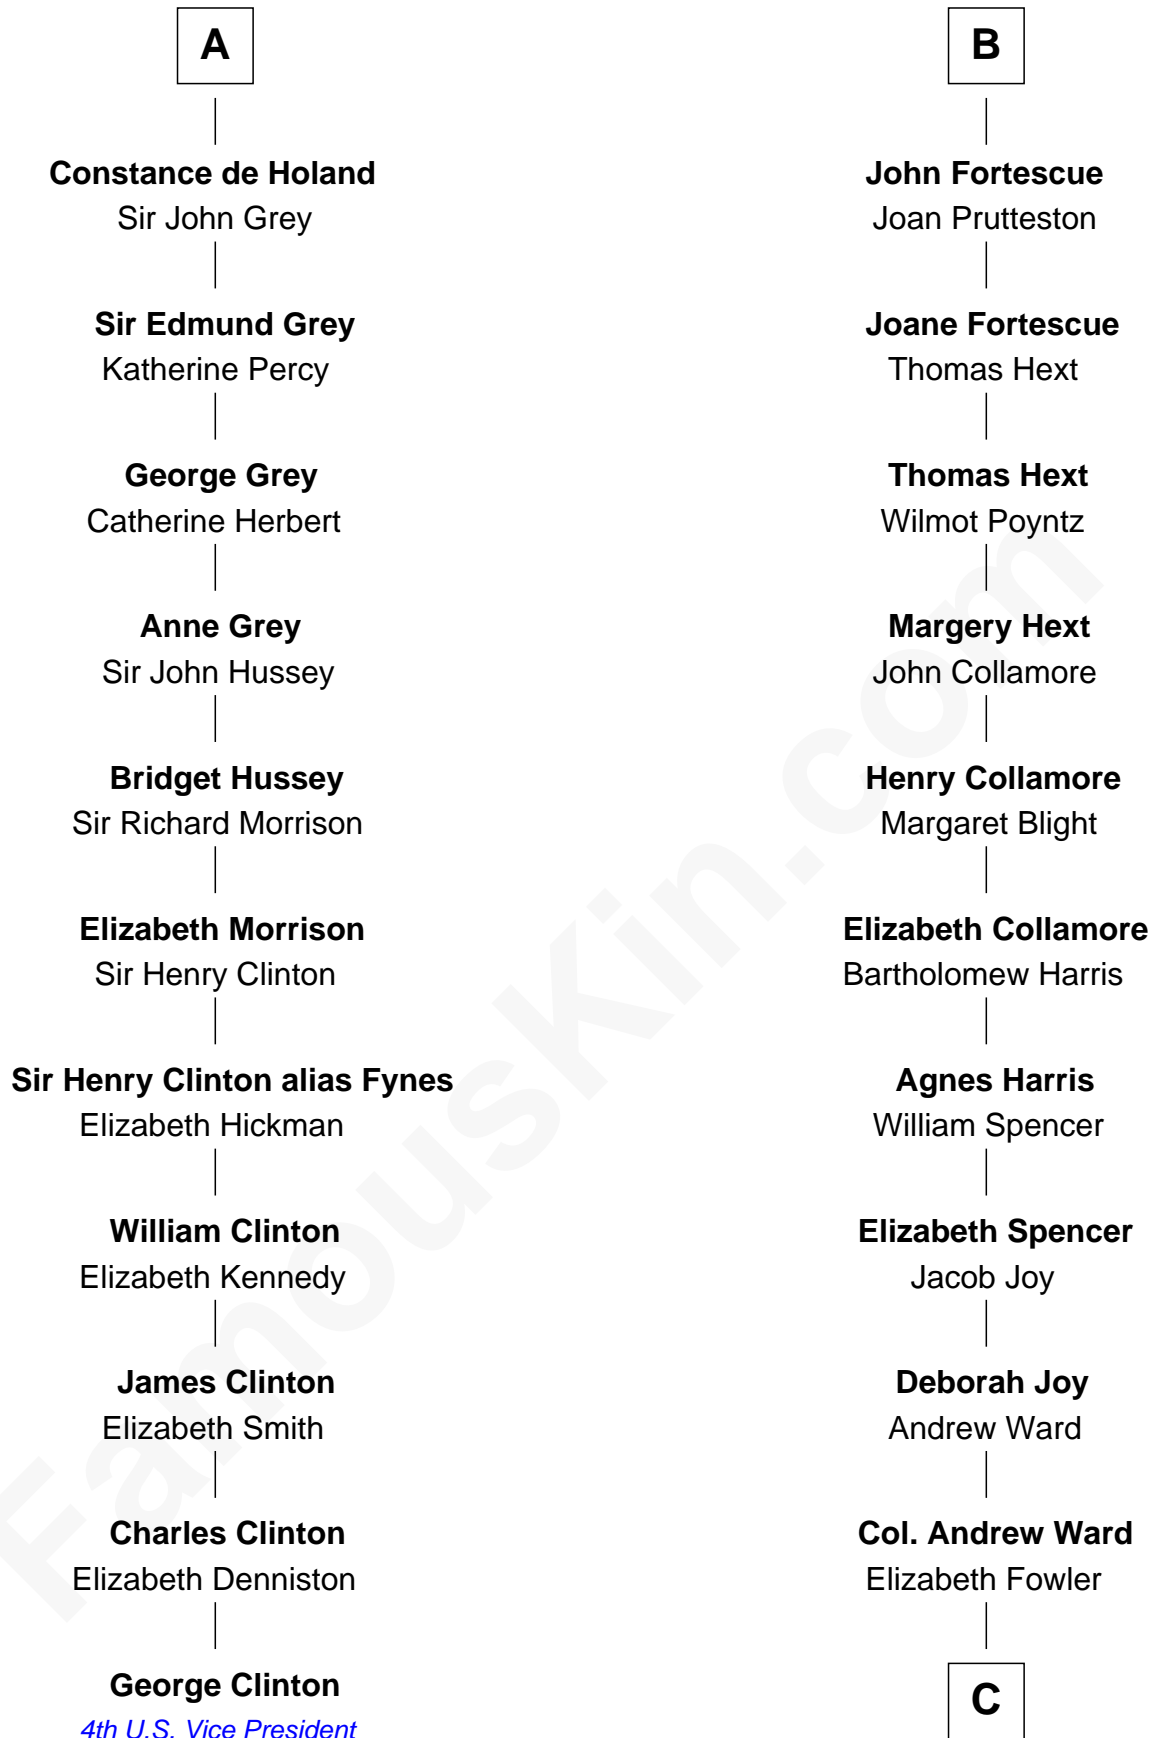 A
Constance de Holand
Sir John Grey
Sir Edmund Grey
Katherine Percy
George Grey
Catherine Herbert
Anne Grey
Sir John Hussey
Bridget Hussey
Sir Richard Morrison
Elizabeth Morrison
Sir Henry Clinton
Sir Henry Clinton alias Fynes
Elizabeth Hickman
William Clinton
Elizabeth Kennedy
James Clinton
Elizabeth Smith
Charles Clinton
Elizabeth Denniston
George Clinton
4th U.S. Vice President
B
John Fortescue
Joan Prutteston
Joane Fortescue
Thomas Hext
Thomas Hext
Wilmot Poyntz
Margery Hext
John Collamore
Henry Collamore
Margaret Blight
Elizabeth Collamore
Bartholomew Harris
Agnes Harris
William Spencer
Elizabeth Spencer
Jacob Joy
Deborah Joy
Andrew Ward
Col. Andrew Ward
Elizabeth Fowler
C
FamousKin.com